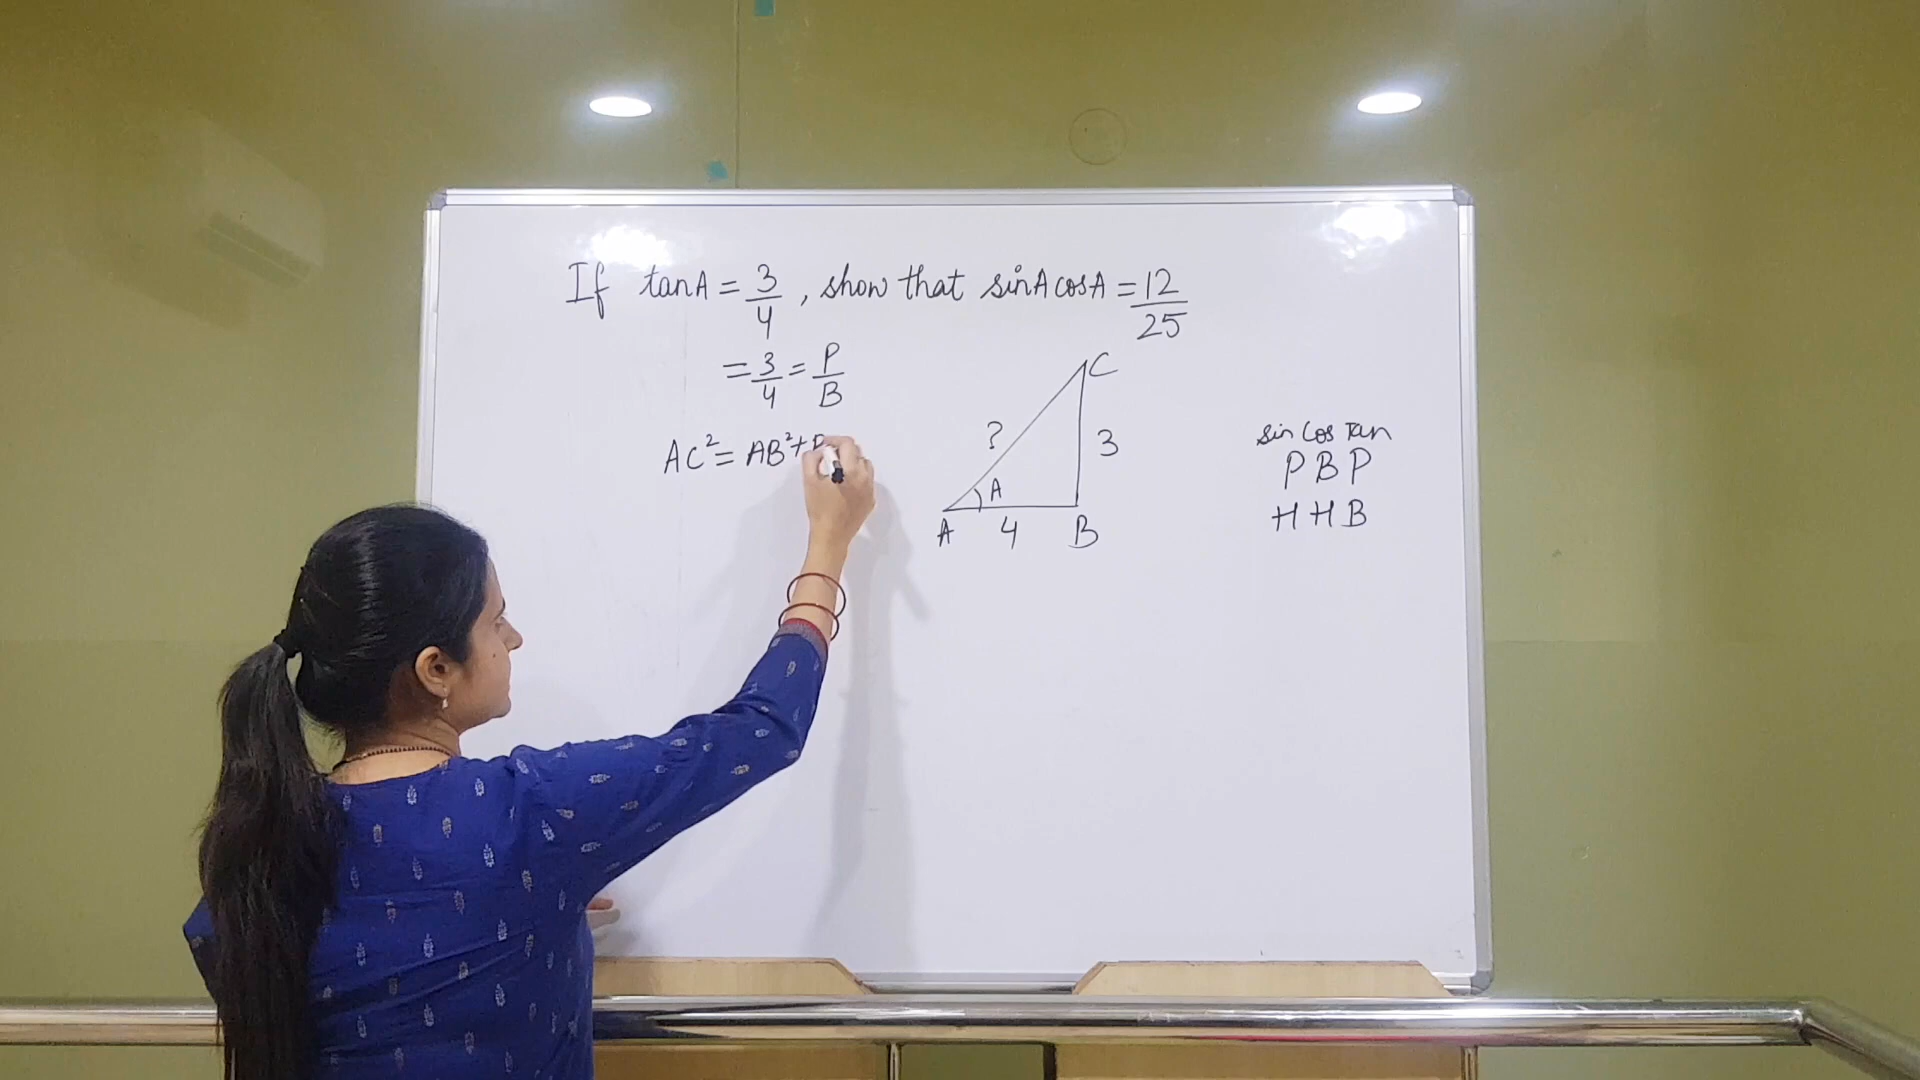 If tanA = 3/4, show that sinA cosA = 12/25
= 3/4 = P/B
AC² = AB² +
C
?
3
A
A
4
B
sin Cos Tan
P B P
H H B